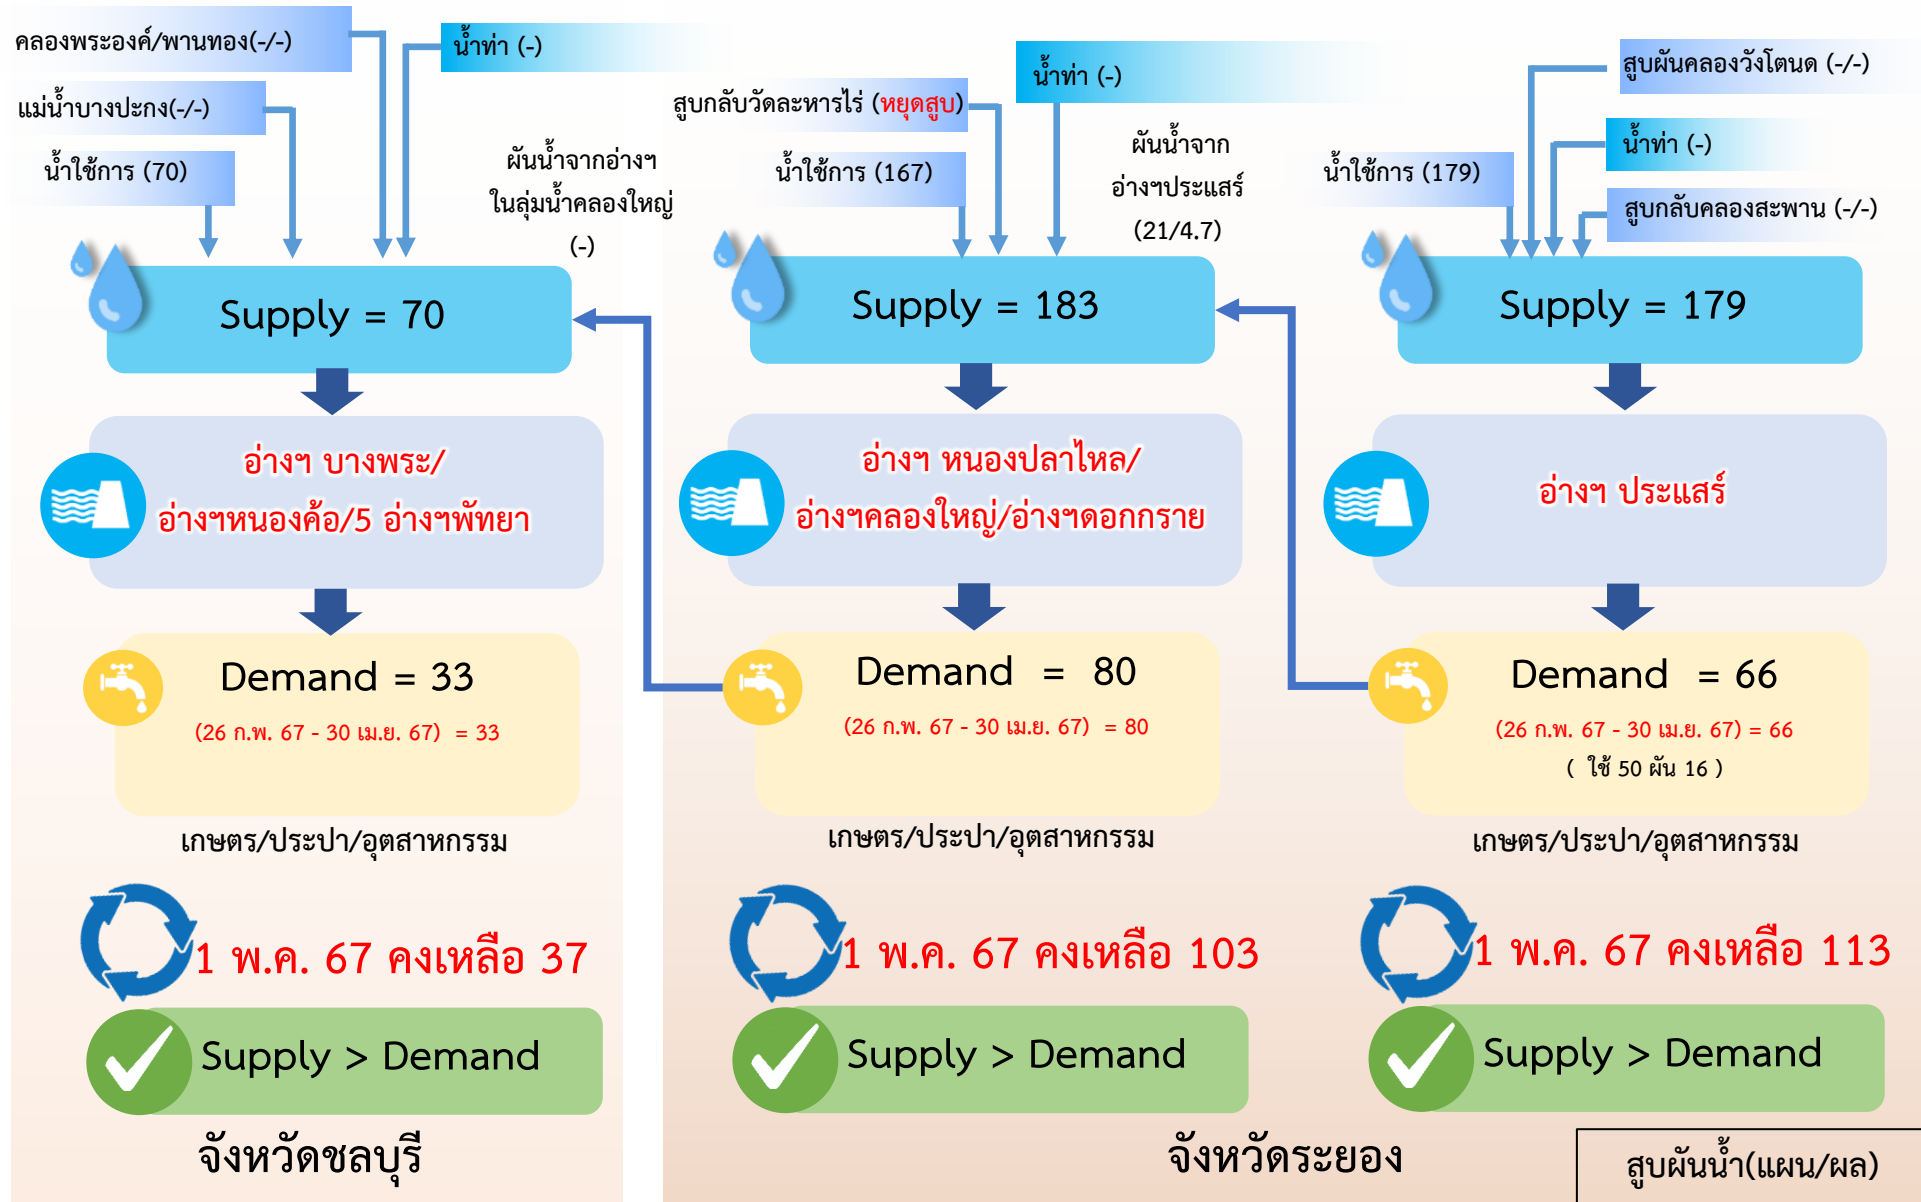 คลองพระองค์/พานทอง(-/-)
น้ำท่า (-)
แม่น้ำบางปะกง(-/-)
น้ำใช้การ (70)
ผันน้ำจากอ่างฯ
ในลุ่มน้ำคลองใหญ่
(-)
Supply = 70
อ่างฯ บางพระ/
อ่างฯหนองค้อ/5 อ่างฯพัทยา
Demand = 33
(26 ก.พ. 67 - 30 เม.ย. 67) = 33
เกษตร/ประปา/อุตสาหกรรม
1 พ.ค. 67 คงเหลือ 37
Supply > Demand
จังหวัดชลบุรี
น้ำท่า (-)
สูบกลับวัดละหารไร่ (หยุดสูบ)
น้ำใช้การ (167)
ผันน้ำจาก
อ่างฯประแสร์
(21/4.7)
Supply = 183
อ่างฯ หนองปลาไหล/
อ่างฯคลองใหญ่/อ่างฯดอกกราย
Demand = 80
(26 ก.พ. 67 - 30 เม.ย. 67) = 80
เกษตร/ประปา/อุตสาหกรรม
1 พ.ค. 67 คงเหลือ 103
Supply > Demand
สูบผันคลองวังโตนด (-/-)
น้ำท่า (-)
น้ำใช้การ (179)
สูบกลับคลองสะพาน (-/-)
Supply = 179
อ่างฯ ประแสร์
Demand = 66
(26 ก.พ. 67 - 30 เม.ย. 67) = 66
( ใช้ 50 ผัน 16 )
เกษตร/ประปา/อุตสาหกรรม
1 พ.ค. 67 คงเหลือ 113
Supply > Demand
จังหวัดระยอง
สูบผันน้ำ(แผน/ผล)